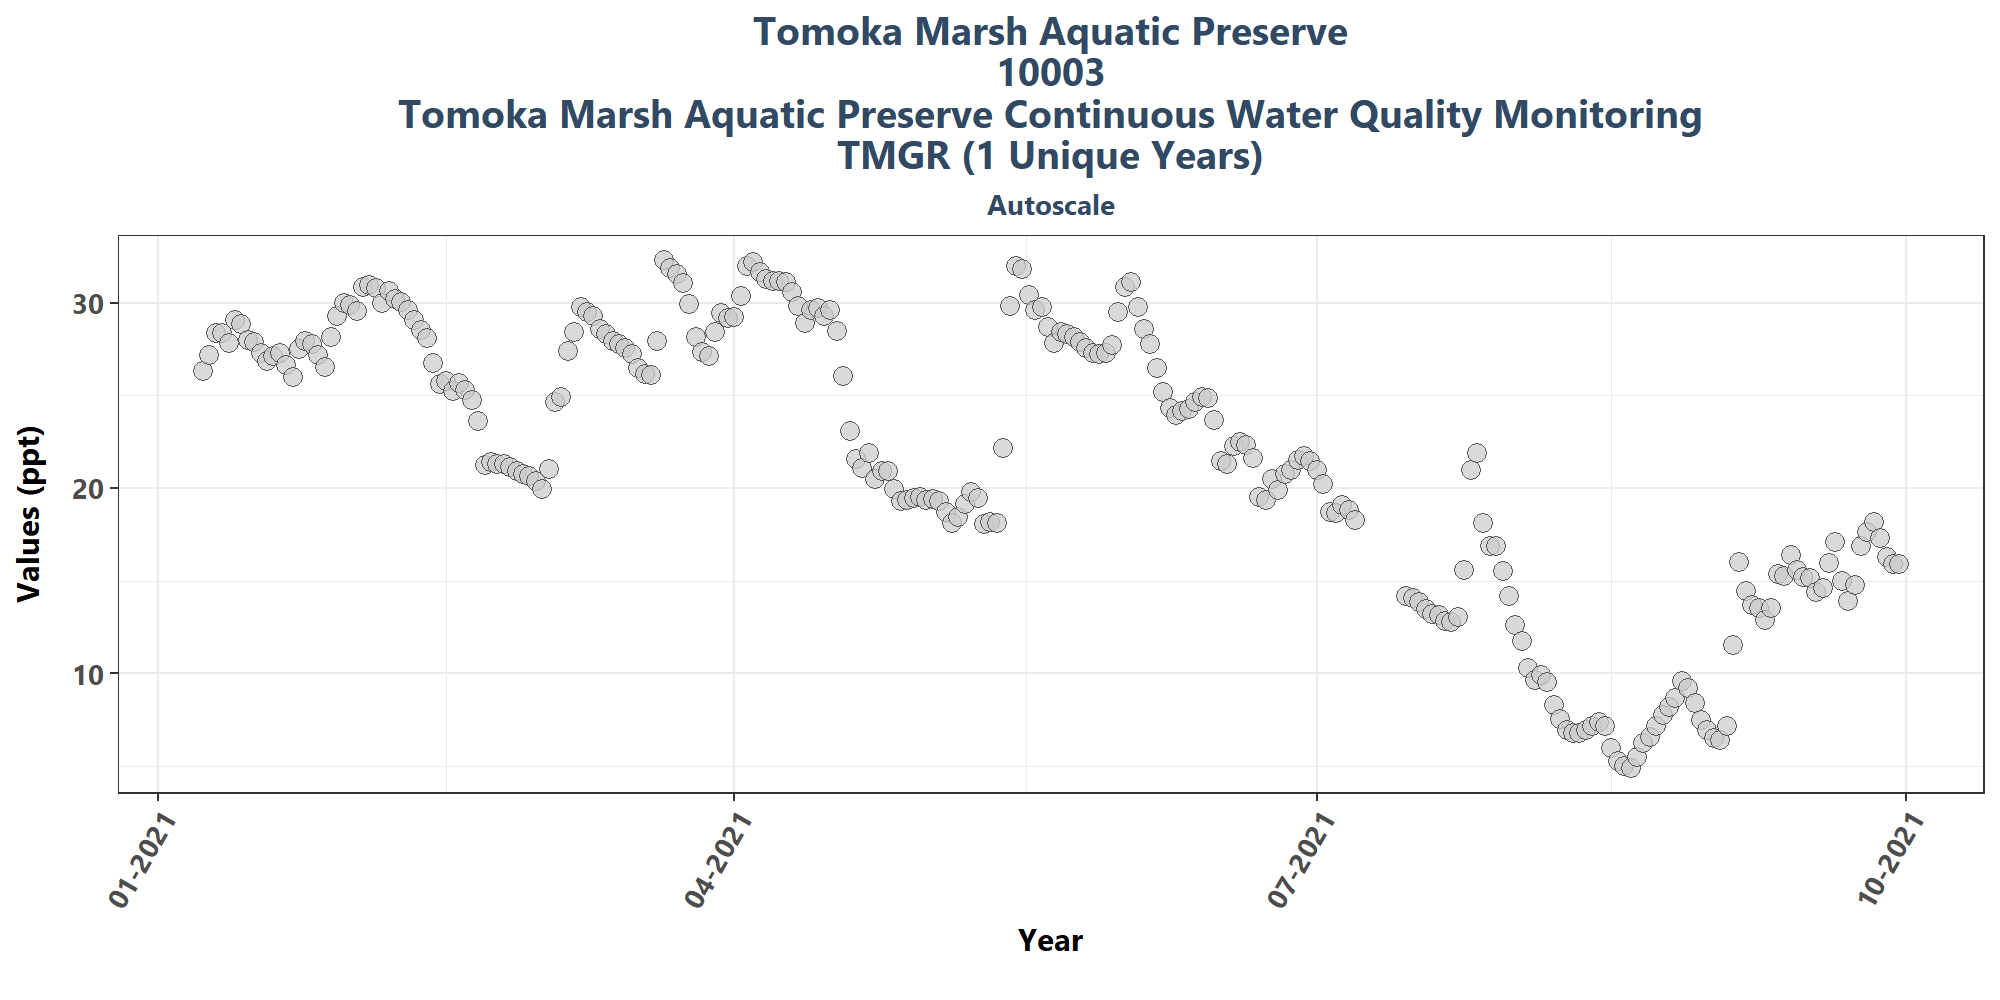 Tomoka Marsh Aquatic Preserve
10003
Tomoka Marsh Aquatic Preserve Continuous Water Quality Monitoring
TMGR (1 Unique Years)
Autoscale
Values (ppt)
30
20
10
01-2021
04-2021
07-2021
10-2021
Year